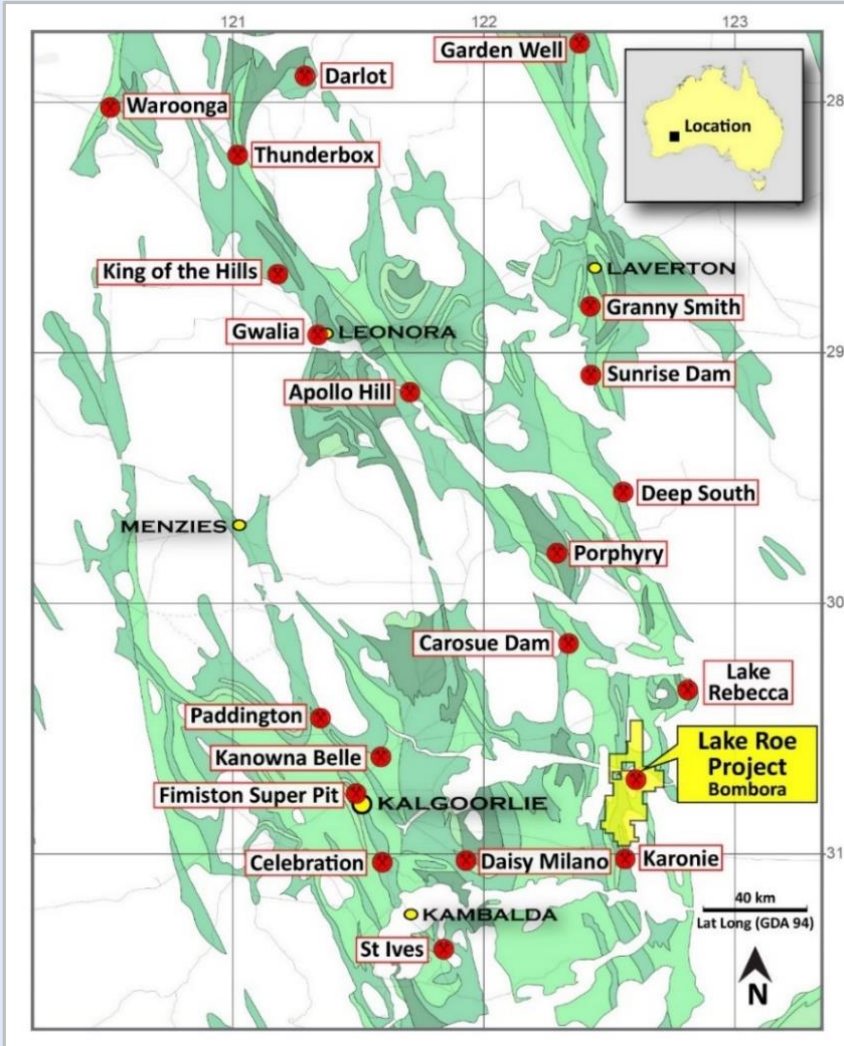 121
122
123
Garden Well
Darlot
Waroonga
28
Location
Thunderbox
King of the Hills
LAVERTON
Granny Smith
Gwalia
LEONORA
29
Sunrise Dam
Apollo Hill
Deep South
MENZIES
Porphyry
30
Carosue Dam
Lake
Rebecca
Paddington
Lake Roe
Project
Bombora
Kanowna Belle
Fimiston Super Pit
KALGOORLIE
31
Celebration
Daisy Milano
Karonie
40 km
Lat Long (GDA 94)
KAMBALDA
St Ives
N